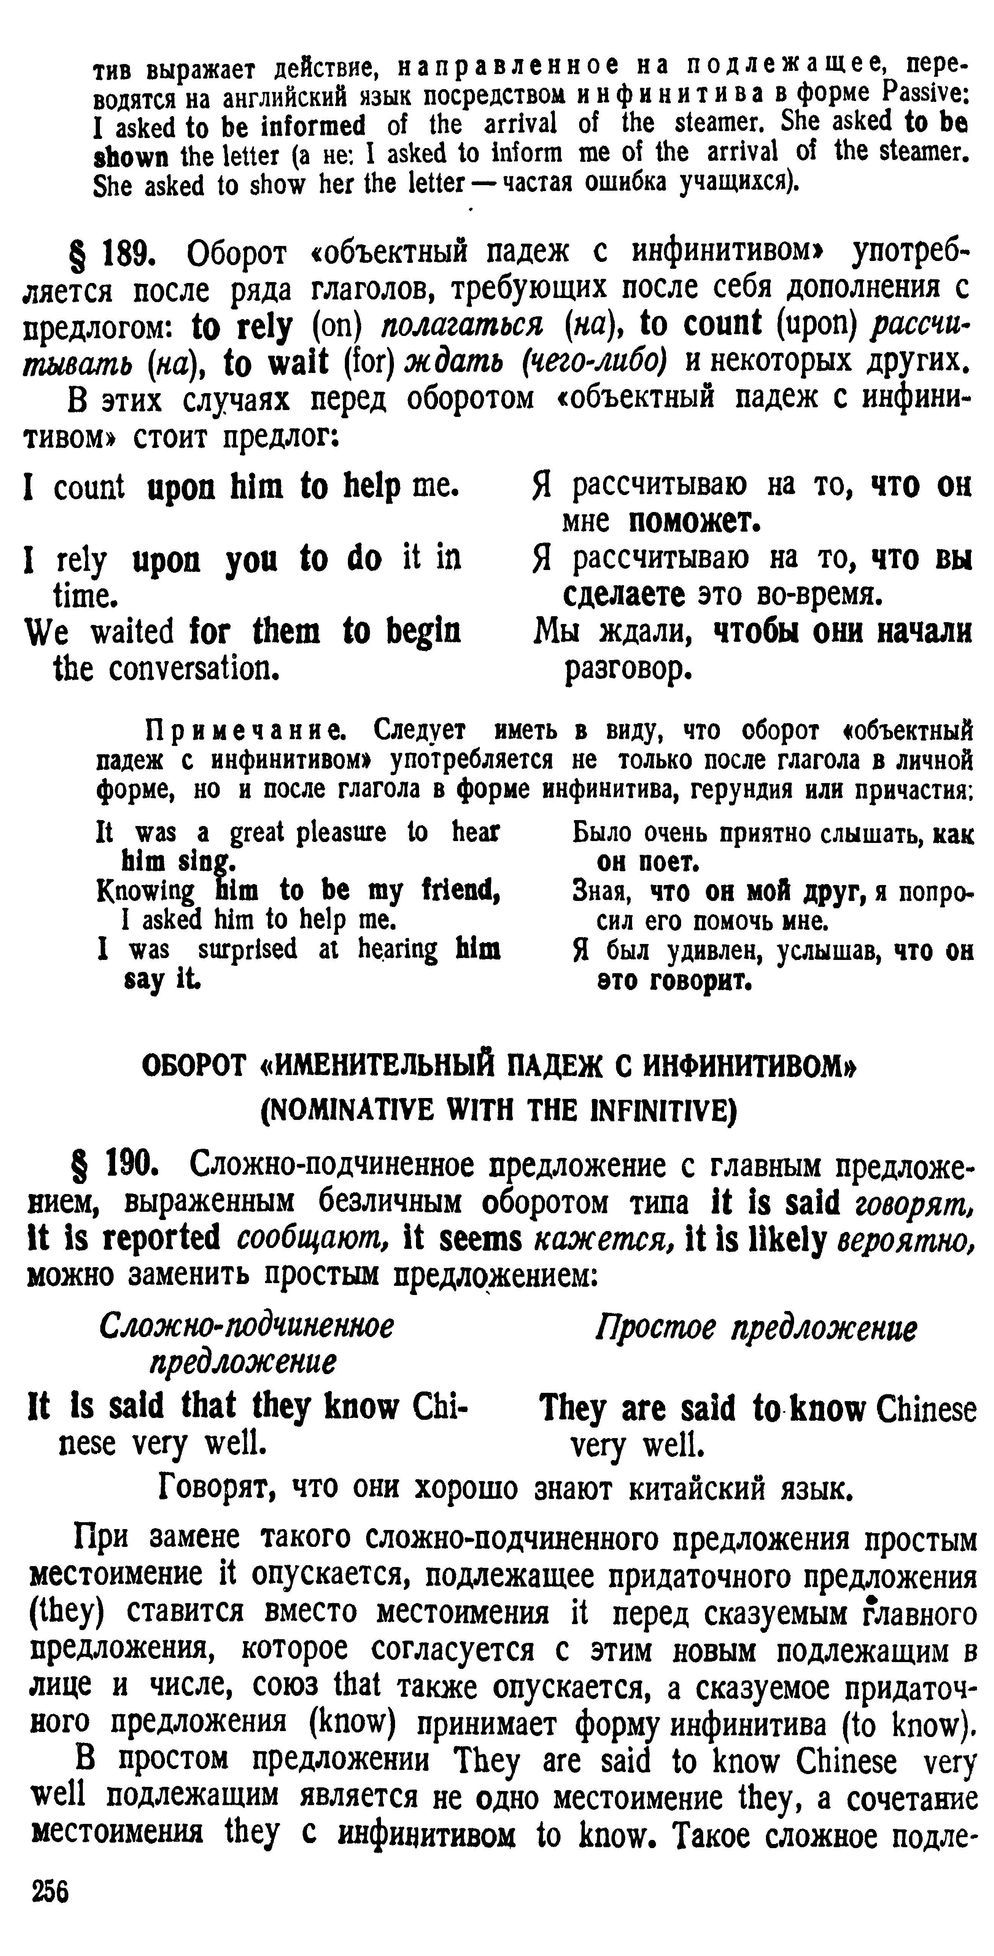 тив выражает действие, направленное на подлежащее, пере-
водятся на английский язык посредством инфинитива в форме Passive:
I asked to be informed of the arrival of the steamer. She asked to be
shown the letter (а не: I asked to inform me of the arrival of the steamer.
She asked to show her the letter — частая ошибка учащихся).
§ 189. Оборот «объектный падеж с инфинитивом» употреб-
ляется после ряда глаголов, требующих после себя дополнения с
предлогом: to rely (on) полагаться (на), to count (upon) рассчи-
тывать (на), to wait (for) ждать (чего-либо) и некоторых других.
В этих случаях перед оборотом «объектный падеж с инфини-
тивом» стоит предлог:
I count upon him to help me. Я рассчитываю на то, что он
мне поможет.
I rely upon you to do it in Я рассчитываю на то, что вы
time. сделаете это во-время.
We waited for them to begin Мы ждали, чтобы они начали
the conversation. разговор.
Примечание. Следует иметь в виду, что оборот «объектный
падеж с инфинитивом» употребляется не только после глагола в личной
форме, но и после глагола в форме инфинитива, герундия или причастия:
It was a great pleasure to hear Было очень приятно слышать, как
him sing. он поет.
Knowing him to be my friend, Зная, что он мой друг, я попро-
I asked him to help me. сил его помочь мне.
I was surprised at hearing him Я был удивлен, услышав, что он
say it. это говорит.
ОБОРОТ «ИМЕНИТЕЛЬНЫЙ ПАДЕЖ С ИНФИНИТИВОМ»
(NOMINATIVE WITH THE INFINITIVE)
§ 190. Сложно-подчиненное предложение с главным предложе-
нием, выраженным безличным оборотом типа it is said говорят,
it is reported сообщают, it seems кажется, it is likely вероятно,
можно заменить простым предложением:
Сложно-подчиненное Простое предложение
предложение
It is said that they know Chi- They are said to know Chinese
nese very well. very well.
Говорят, что они хорошо знают китайский язык.
При замене такого сложно-подчиненного предложения простым
местоимение it опускается, подлежащее придаточного предложения
(they) ставится вместо местоимения it перед сказуемым главного
предложения, которое согласуется с этим новым подлежащим в
лице и числе, союз that также опускается, а сказуемое придаточ-
ного предложения (know) принимает форму инфинитива (to know).
В простом предложении They are said to know Chinese very
well подлежащим является не одно местоимение they, а сочетание
местоимения they с инфинитивом to know. Такое сложное подле-
256